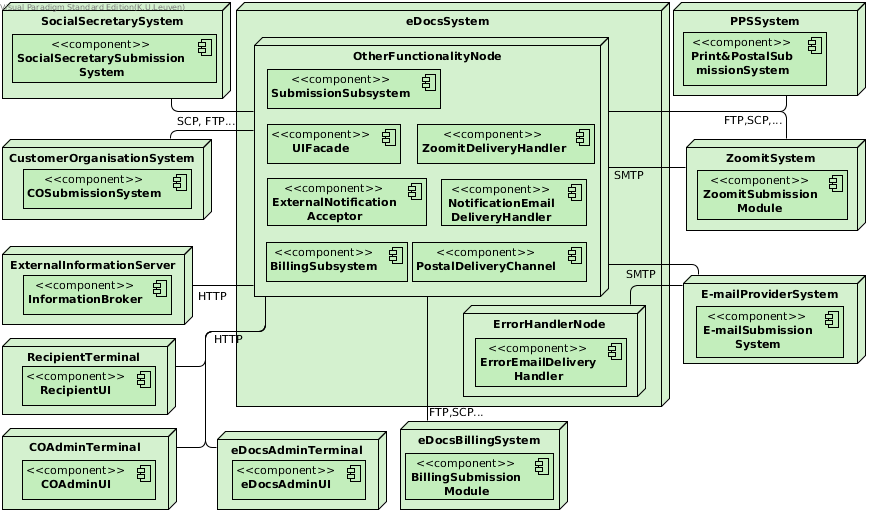 Visual Paradigm Standard Edition(K.U.Leuven)
SocialSecretarySystem
<<component>>
SocialSecretarySubmission
System
eDocsSystem
OtherFunctionalityNode
<<component>>
SubmissionSubsystem
<<component>>
UIFacade
<<component>>
ZoomitDeliveryHandler
<<component>>
ExternalNotification
Acceptor
<<component>>
NotificationEmail
DeliveryHandler
<<component>>
BillingSubsystem
<<component>>
PostalDeliveryChannel
PPSSystem
<<component>>
Print&PostalSub
missionSystem
SCP, FTP...
FTP,SCP,...
CustomerOrganisationSystem
<<component>>
COSubmissionSystem
ZoomitSystem
<<component>>
ZoomitSubmission
Module
SMTP
ExternalInformationServer
<<component>>
InformationBroker
HTTP
SMTP
E-mailProviderSystem
<<component>>
E-mailSubmission
System
ErrorHandlerNode
<<component>>
ErrorEmailDelivery
Handler
HTTP
RecipientTerminal
<<component>>
RecipientUI
FTP,SCP...
COAdminTerminal
<<component>>
COAdminUI
eDocsAdminTerminal
<<component>>
eDocsAdminUI
eDocsBillingSystem
<<component>>
BillingSubmission
Module